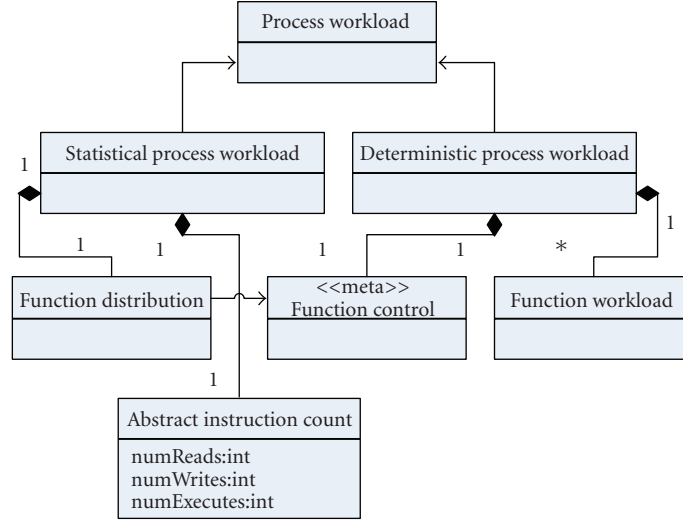 Process workload
Statistical process workload
Deterministic process workload
1
1
1
1
1
1
*
Function distribution
<<meta>>
Function control
Function workload
1
Abstract instruction count
numReads:int
numWrites:int
numExecutes:int